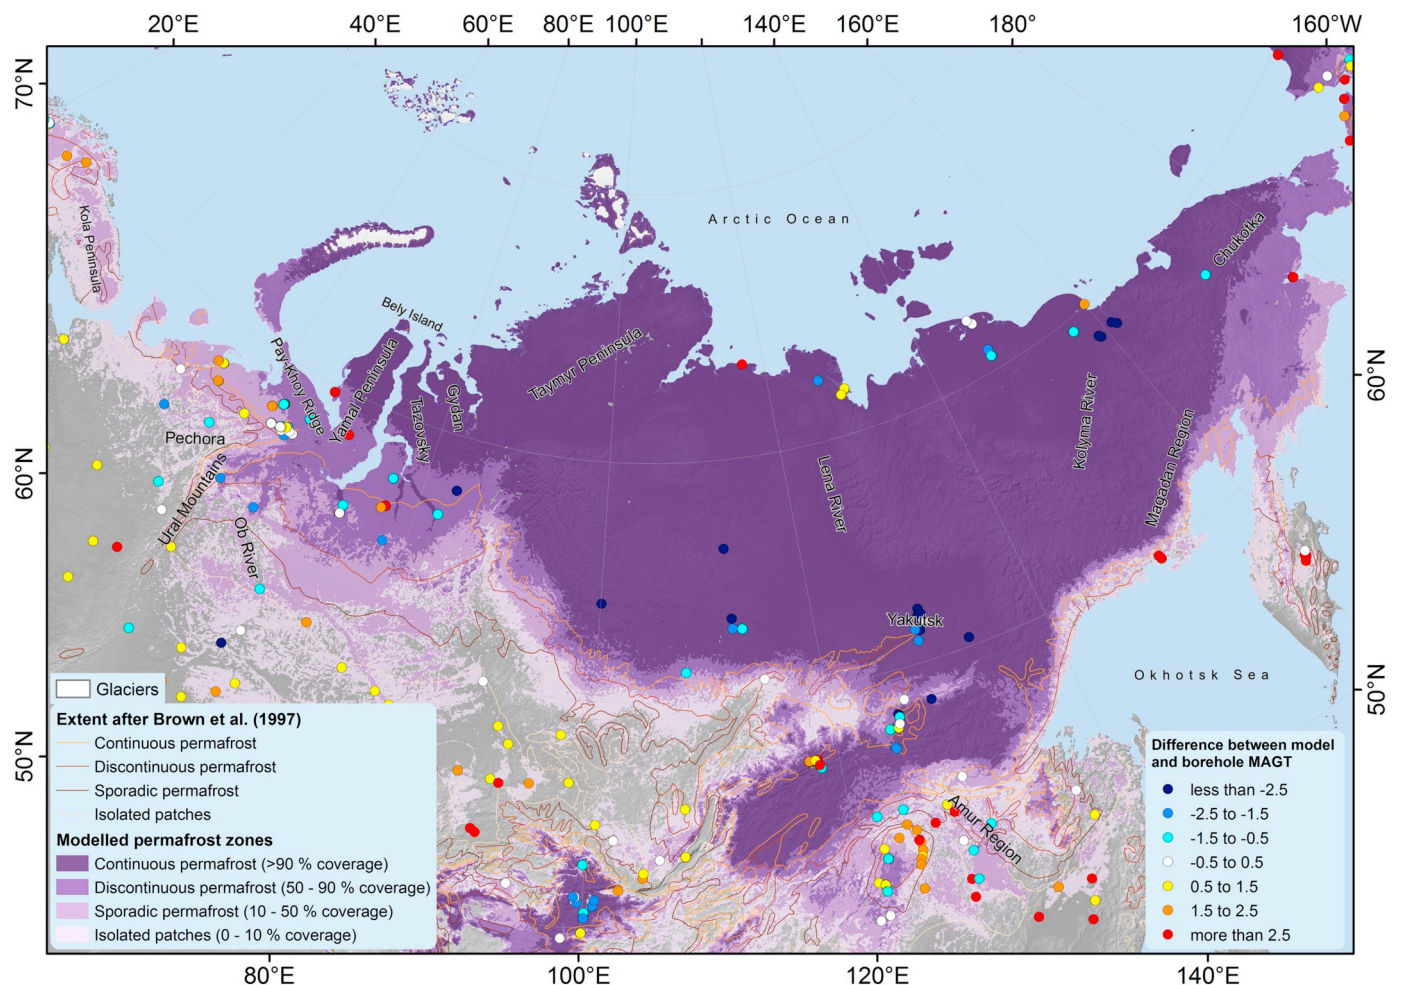 20°E 40°E 60°E 80°E 100°E 120°E 140°E 160°E 180° 160°W
70°N
Arctic Ocean
Kola Peninsula
Chukotka
Bely Island
Pay-Khoy Ridge
Yamal Peninsula
Taymyr Peninsula
Gydan
Tazovsky
60°N
Pechora
Kolyma River
Magadan Region
60°N
Ural Mountains
Lena River
Ob River
Yakutsk
Okhotsk Sea
50°N
Glaciers
Extent after Brown et al. (1997)
Continuous permafrost
Discontinuous permafrost
Sporadic permafrost
Isolated patches
Modelled permafrost zones
Continuous permafrost (>90 % coverage)
Discontinuous permafrost (50 - 90 % coverage)
Sporadic permafrost (10 - 50 % coverage)
Isolated patches (0 - 10 % coverage)
50°N
Amur Region
Difference between model
and borehole MAGT
less than -2.5
-2.5 to -1.5
-1.5 to -0.5
-0.5 to 0.5
0.5 to 1.5
1.5 to 2.5
more than 2.5
80°E 100°E 120°E 140°E